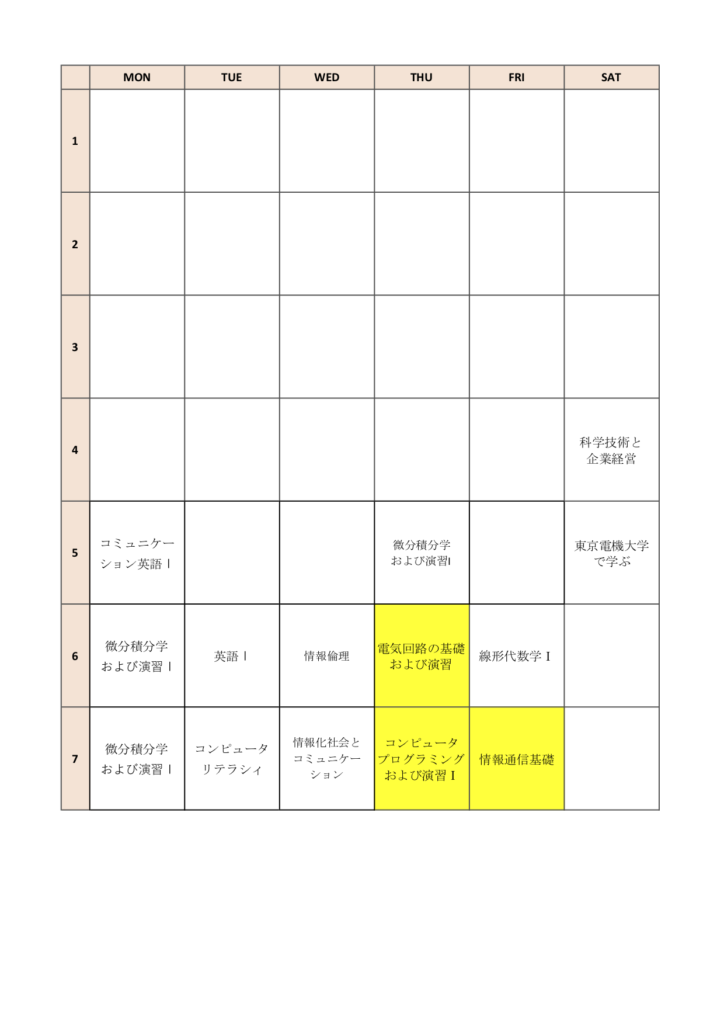 MON TUE WED THU FRI SAT
1
2
3
4
科学技術と
企業経営
5
コミュニケー
ション英語Ⅰ
微分積分学
および演習I
東京電機大学
で学ぶ
6
微分積分学
および演習Ⅰ
英語Ⅰ
情報倫理
電気回路の基礎
および演習
線形代数学Ⅰ
7
微分積分学
および演習Ⅰ
コンピュータ
リテラシィ
情報化社会と
コミュニケー
ション
コンピュータ
プログラミング
および演習Ⅰ
情報通信基礎